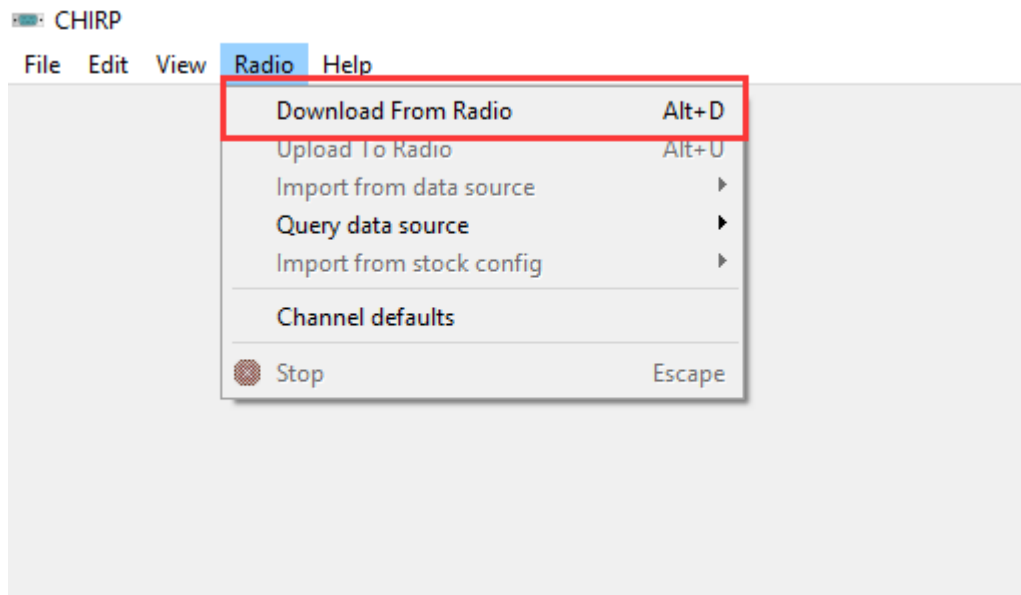 CHIRP
File Edit View Radio Help
Download From Radio Alt+D
Upload To Radio Alt+U
Import from data source
Query data source
Import from stock config
Channel defaults
Stop Escape